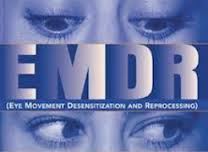 EMDR
(EYE MOVEMENT DESENSITIZATION AND REPROCESSING)